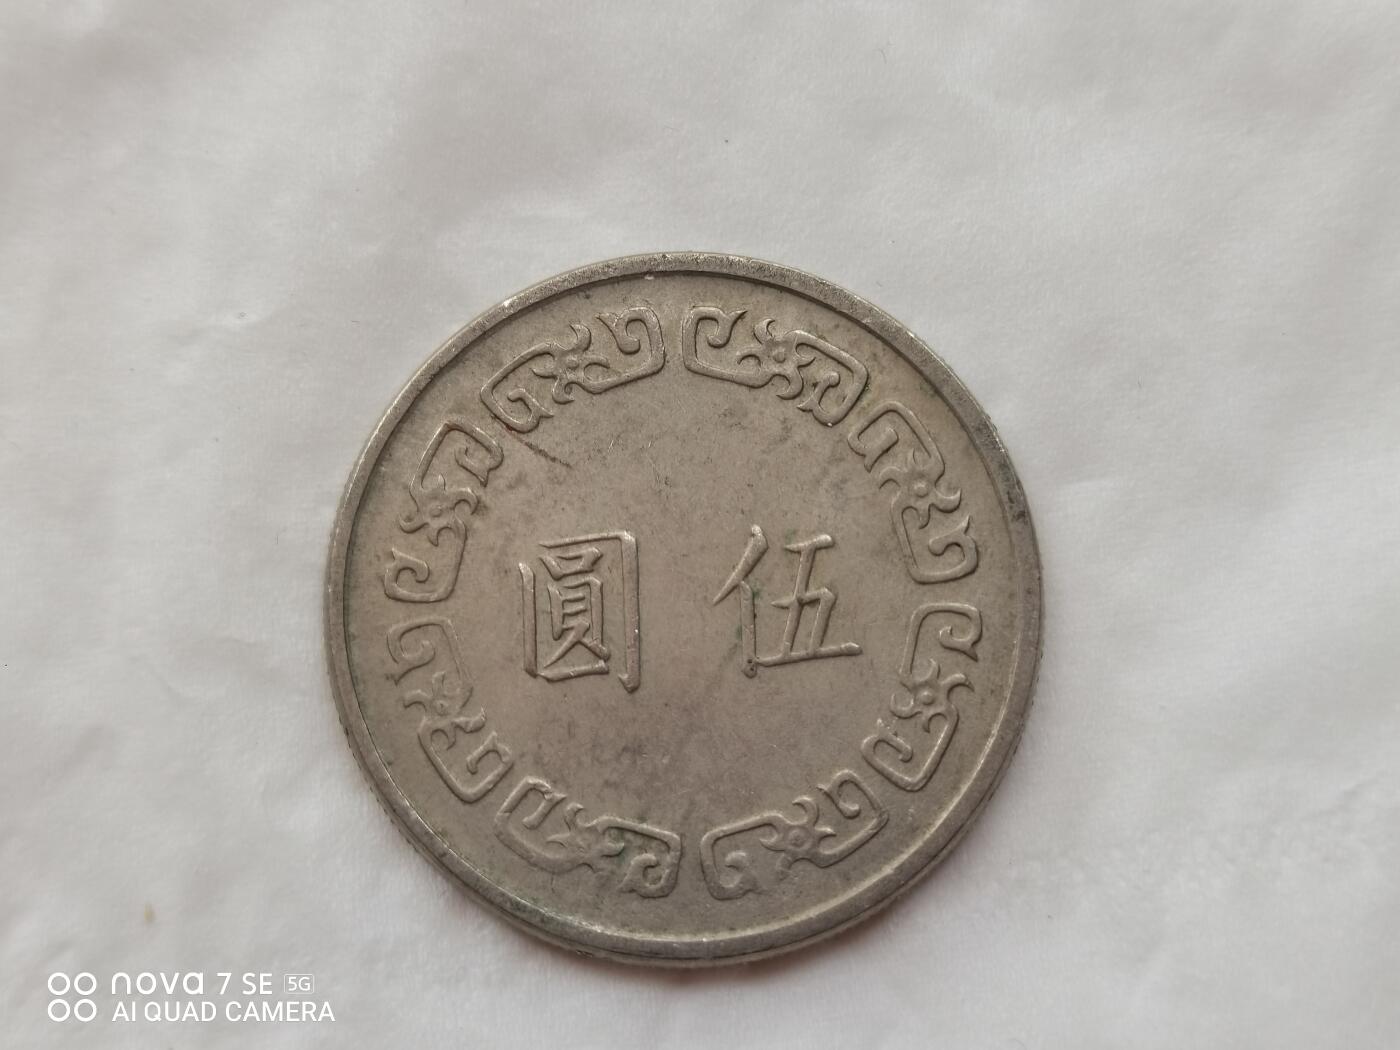 伍圓
nova 7 SE 5G
AI QUAD CAMERA